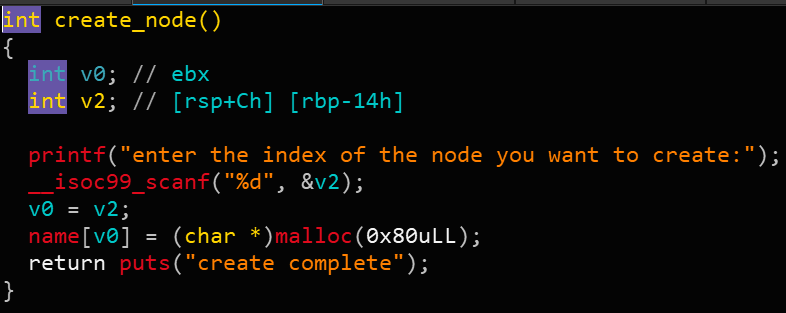 int create_node()
{
int v0; // ebx
int v2; // [rsp+Ch] [rbp-14h]
printf("enter the index of the node you want to create:");
__isoc99_scanf("%d", &v2);
v0 = v2;
name[v0] = (char *)malloc(0x80uLL);
return puts("create complete");
}